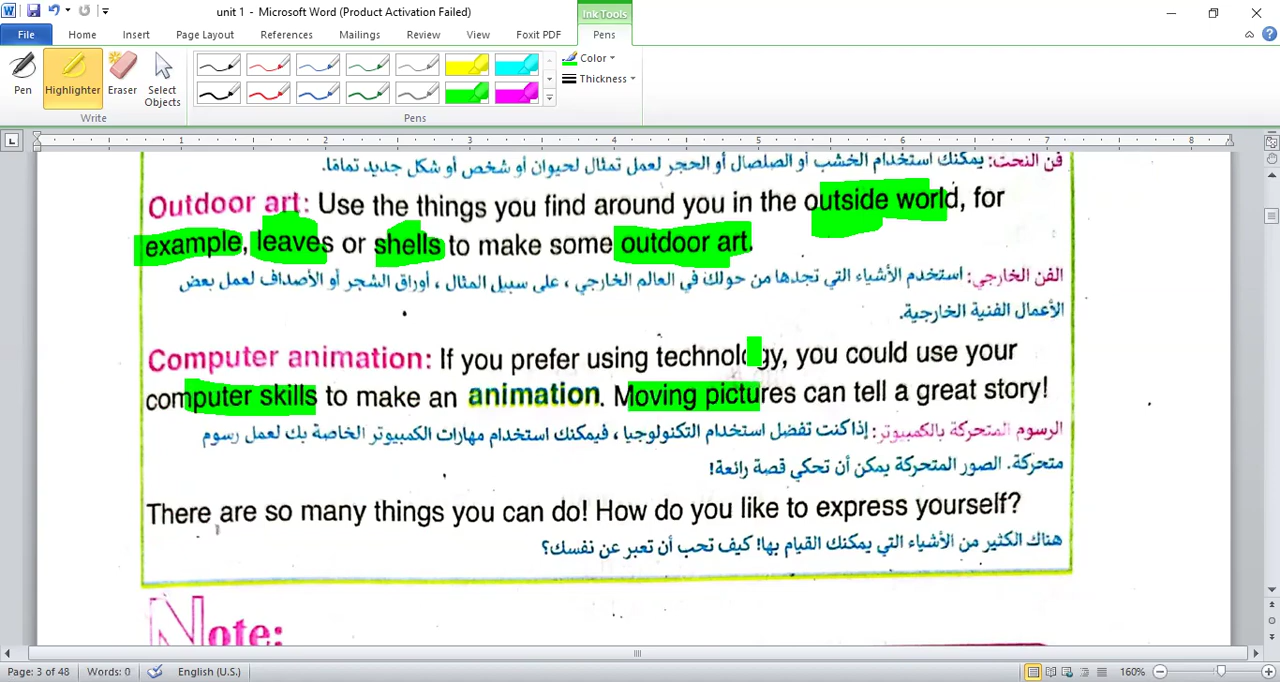 unit 1 - Microsoft Word (Product Activation Failed)
Ink Tools
File Home Insert Page Layout References Mailings Review View Foxit PDF Pens
Color
Thickness
Pen Highlighter Eraser Select Objects
Write Pens
1 2 3 4 5 6 7 8
فن النحت: يمكنك استخدام الخشب أو الصلصال أو الحجر لعمل تمثال لحيوان أو شخص أو شكل جديد تمامًا.
Outdoor art: Use the things you find around you in the outside world, for
example, leaves or shells to make some outdoor art.
الفن الخارجي: استخدم الأشياء التي تجدها من حولك في العالم الخارجي ، على سبيل المثال ، أوراق الشجر أو الأصداف لعمل بعض
الأعمال الفنية الخارجية.
Computer animation: If you prefer using technology, you could use your
computer skills to make an animation. Moving pictures can tell a great story!
الرسوم المتحركة بالكمبيوتر: إذا كنت تفضل استخدام التكنولوجيا ، فيمكنك استخدام مهارات الكمبيوتر الخاصة بك لعمل رسوم
متحركة. الصور المتحركة يمكن أن تحكي قصة رائعة!
There are so many things you can do! How do you like to express yourself?
هناك الكثير من الأشياء التي يمكنك القيام بها! كيف تحب أن تعبر عن نفسك؟
Note:
Page: 3 of 48 Words: 0 English (U.S.) 160%